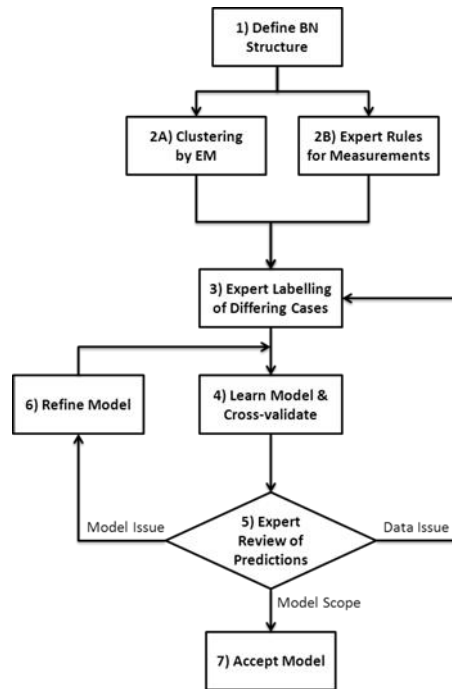 1) Define BN
Structure
2A) Clustering
by EM
2B) Expert Rules
for Measurements
3) Expert Labelling
of Differing Cases
6) Refine Model
4) Learn Model &
Cross-validate
Model Issue
5) Expert
Review of
Predictions
Data Issue
Model Scope
7) Accept Model